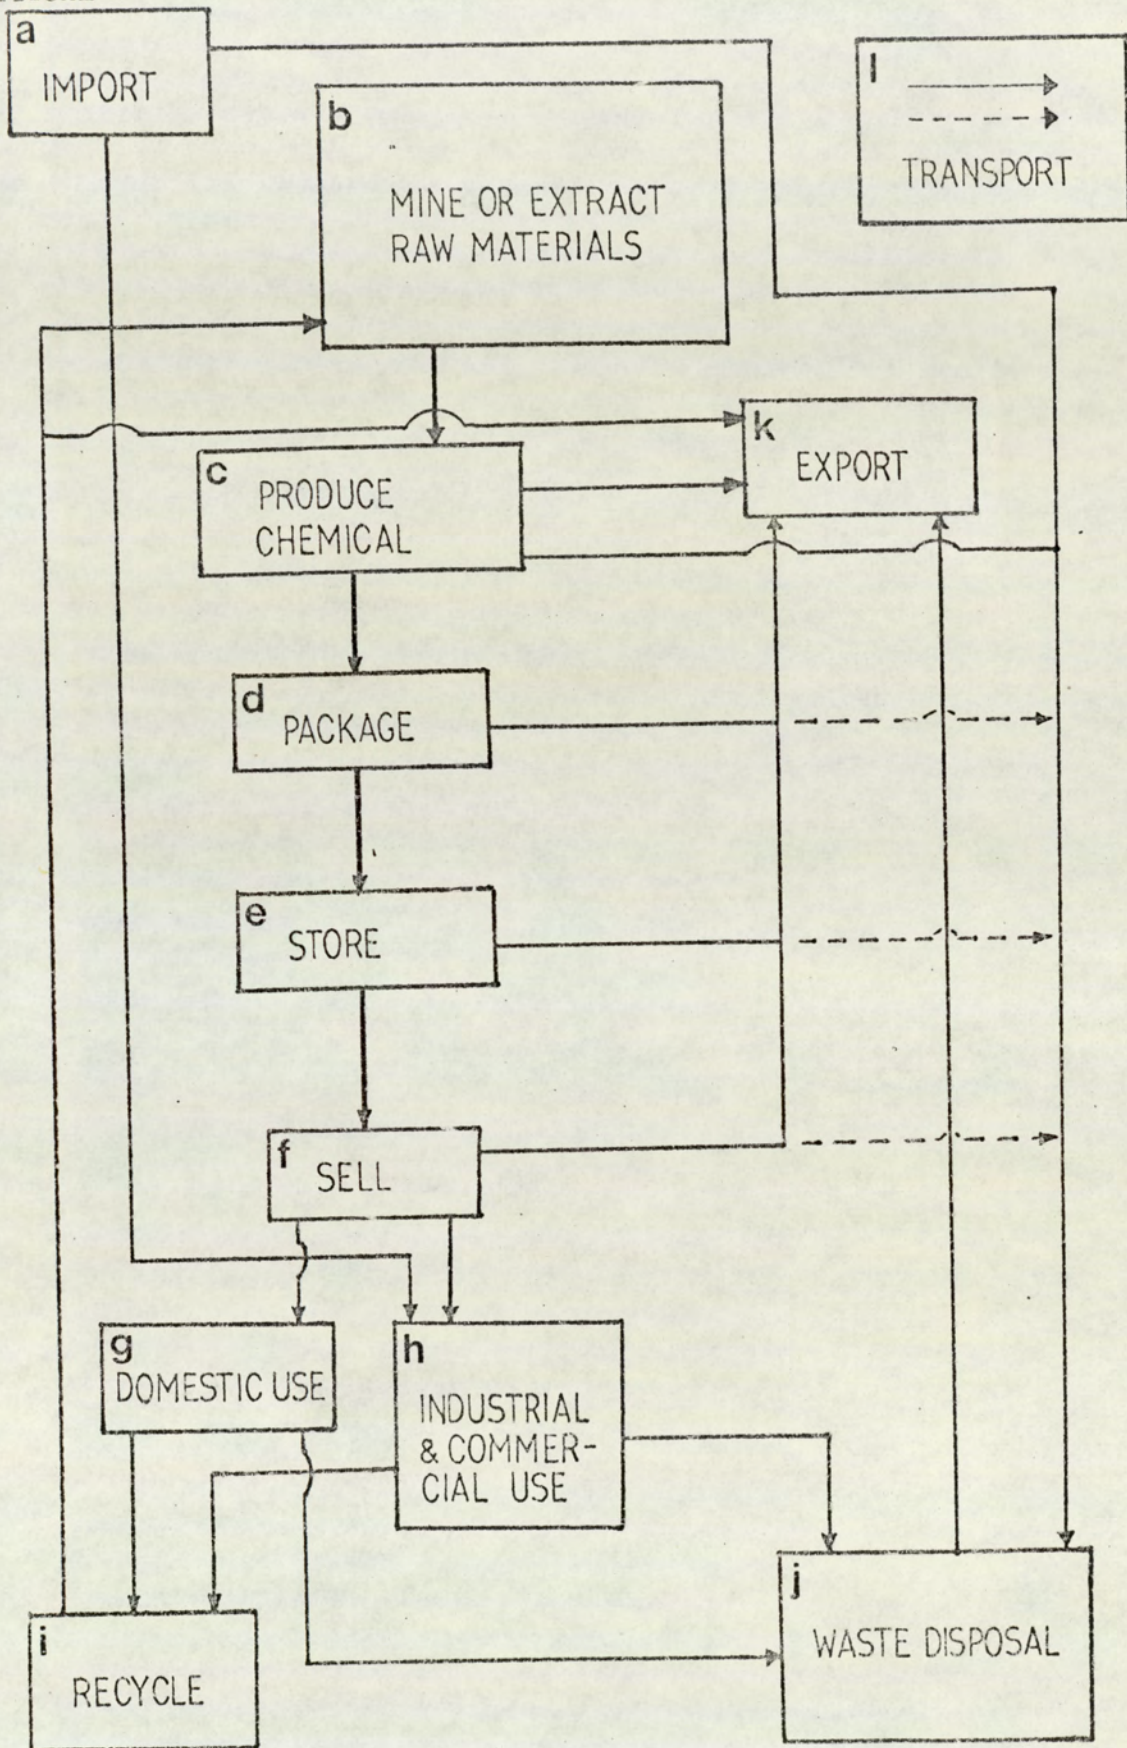 a
IMPORT
b
MINE OR EXTRACT
RAW MATERIALS
l
TRANSPORT
k
EXPORT
c
PRODUCE
CHEMICAL
d
PACKAGE
e
STORE
f
SELL
g
DOMESTIC USE
h
INDUSTRIAL
& COMMER-
CIAL USE
i
RECYCLE
j
WASTE DISPOSAL